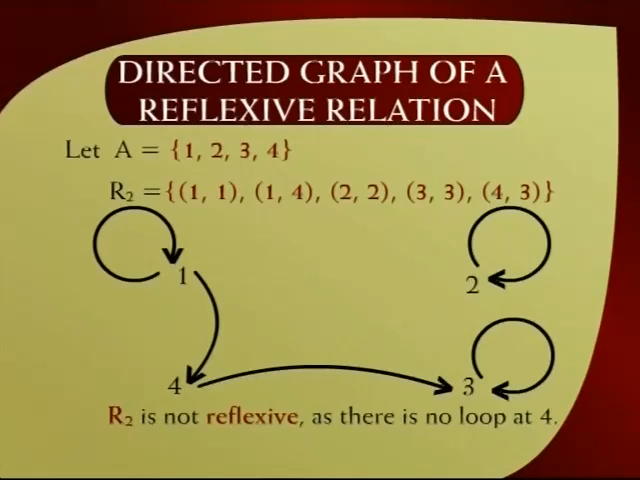 DIRECTED GRAPH OF A
REFLEXIVE RELATION
Let A = {1, 2, 3, 4}
R₂ = {(1, 1), (1, 4), (2, 2), (3, 3), (4, 3)}
1
2
4
3
R₂ is not reflexive, as there is no loop at 4.